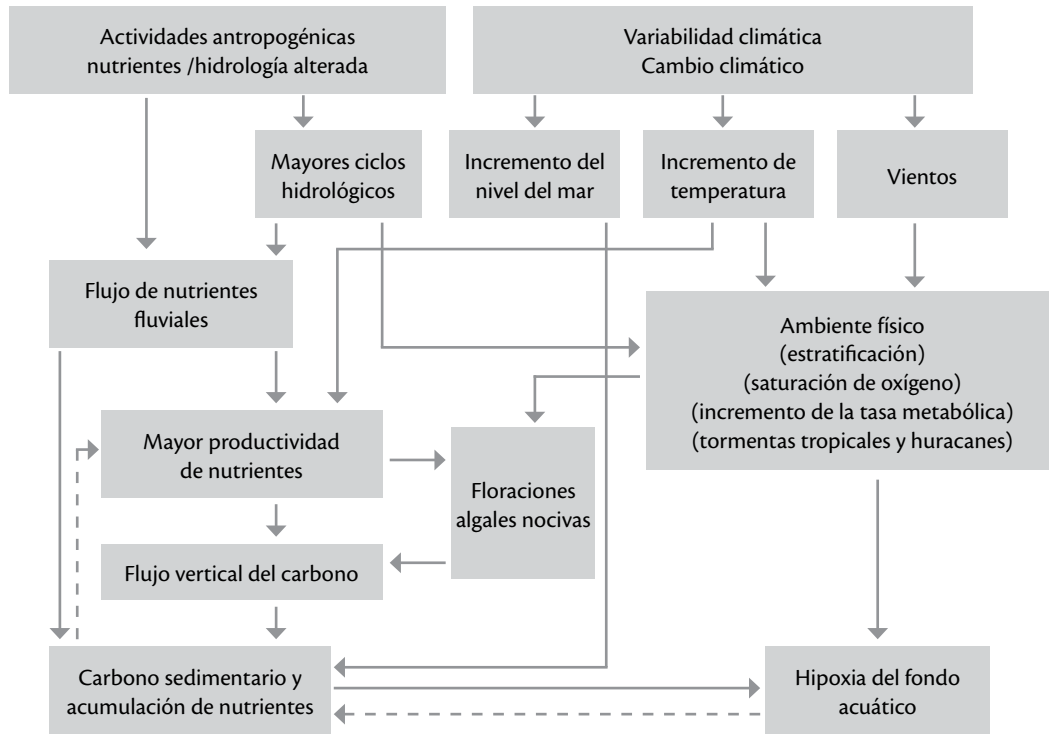 Actividades antropogénicas
nutrientes /hidrología alterada
Variabilidad climática
Cambio climático
Mayores ciclos
hidrológicos
Incremento del
nivel del mar
Incremento de
temperatura
Vientos
Flujo de nutrientes
fluviales
Ambiente físico
(estratificación)
(saturación de oxígeno)
(incremento de la tasa metabólica)
(tormentas tropicales y huracanes)
Mayor productividad
de nutrientes
Floraciones
algales nocivas
Flujo vertical del carbono
Carbono sedimentario y
acumulación de nutrientes
Hipoxia del fondo
acuático